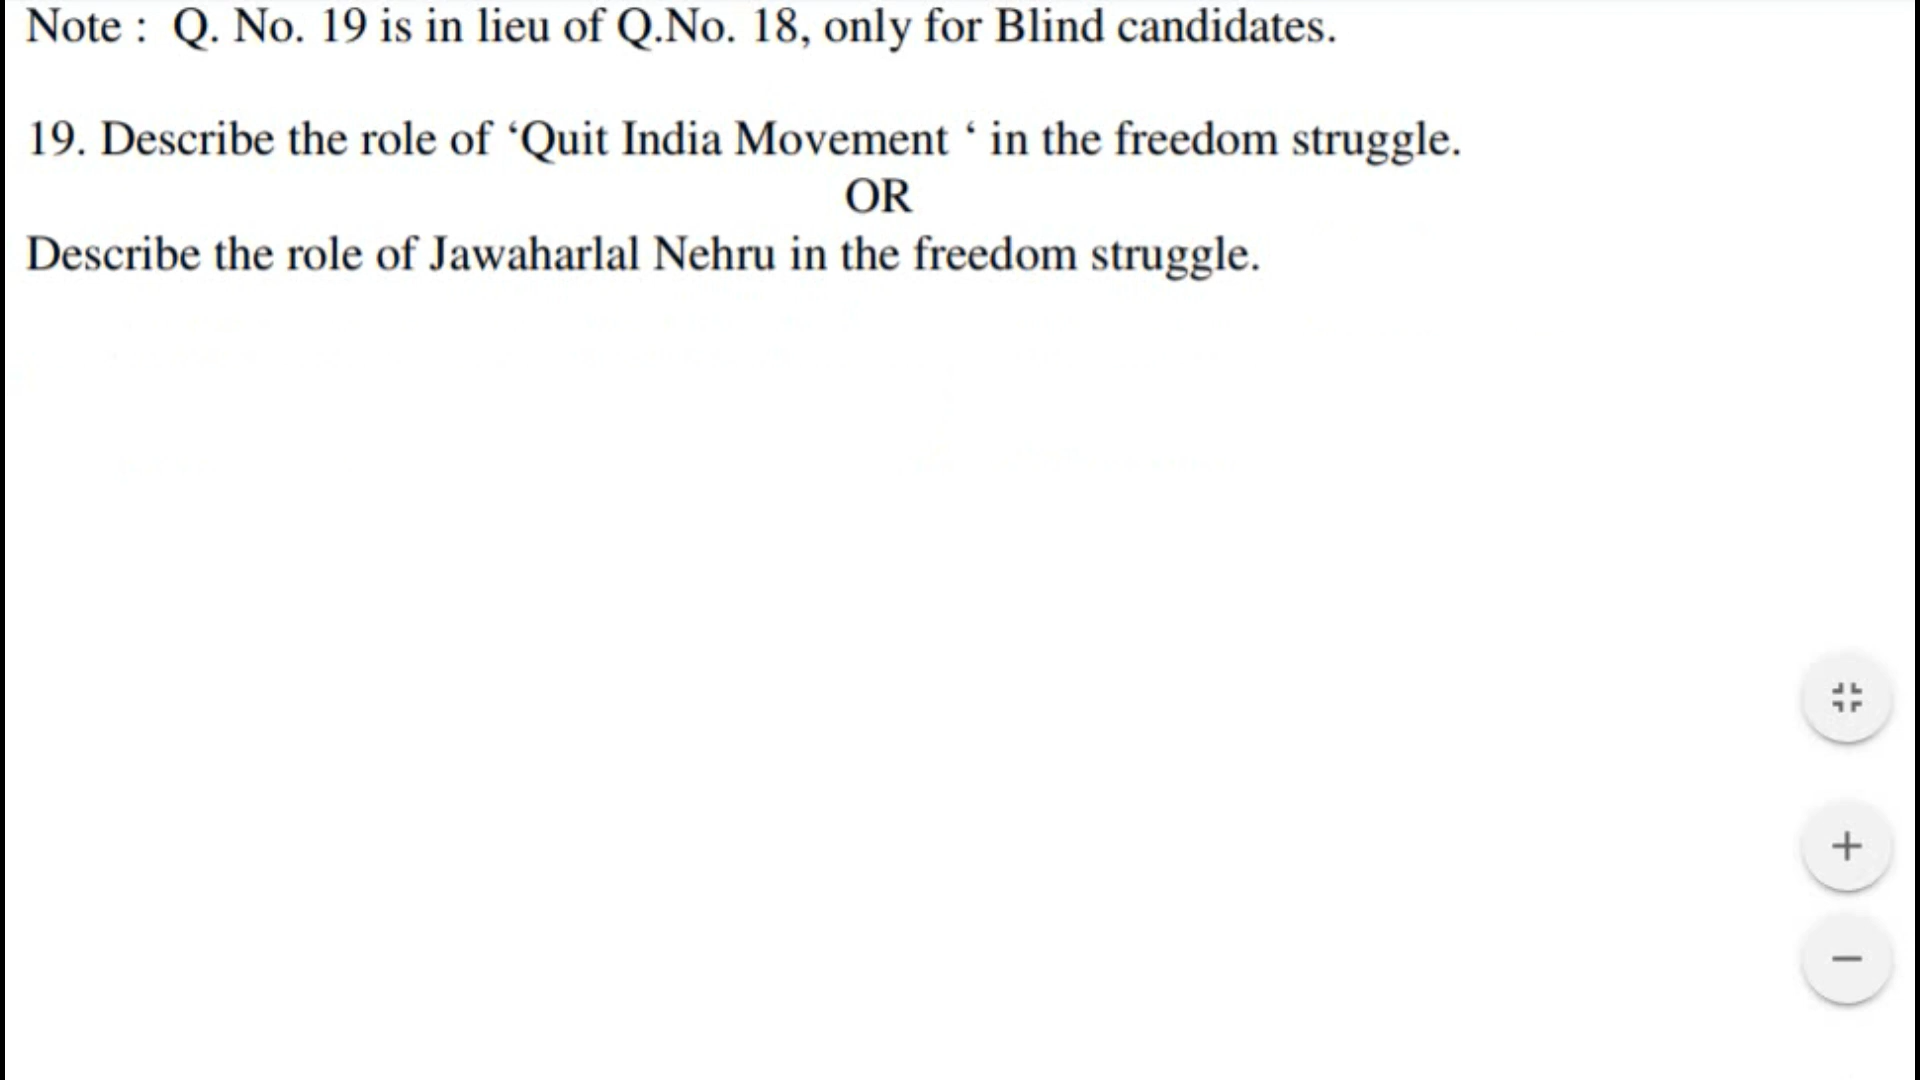 Note : Q. No. 19 is in lieu of Q.No. 18, only for Blind candidates.
19. Describe the role of ‘Quit India Movement ‘ in the freedom struggle.
OR
Describe the role of Jawaharlal Nehru in the freedom struggle.